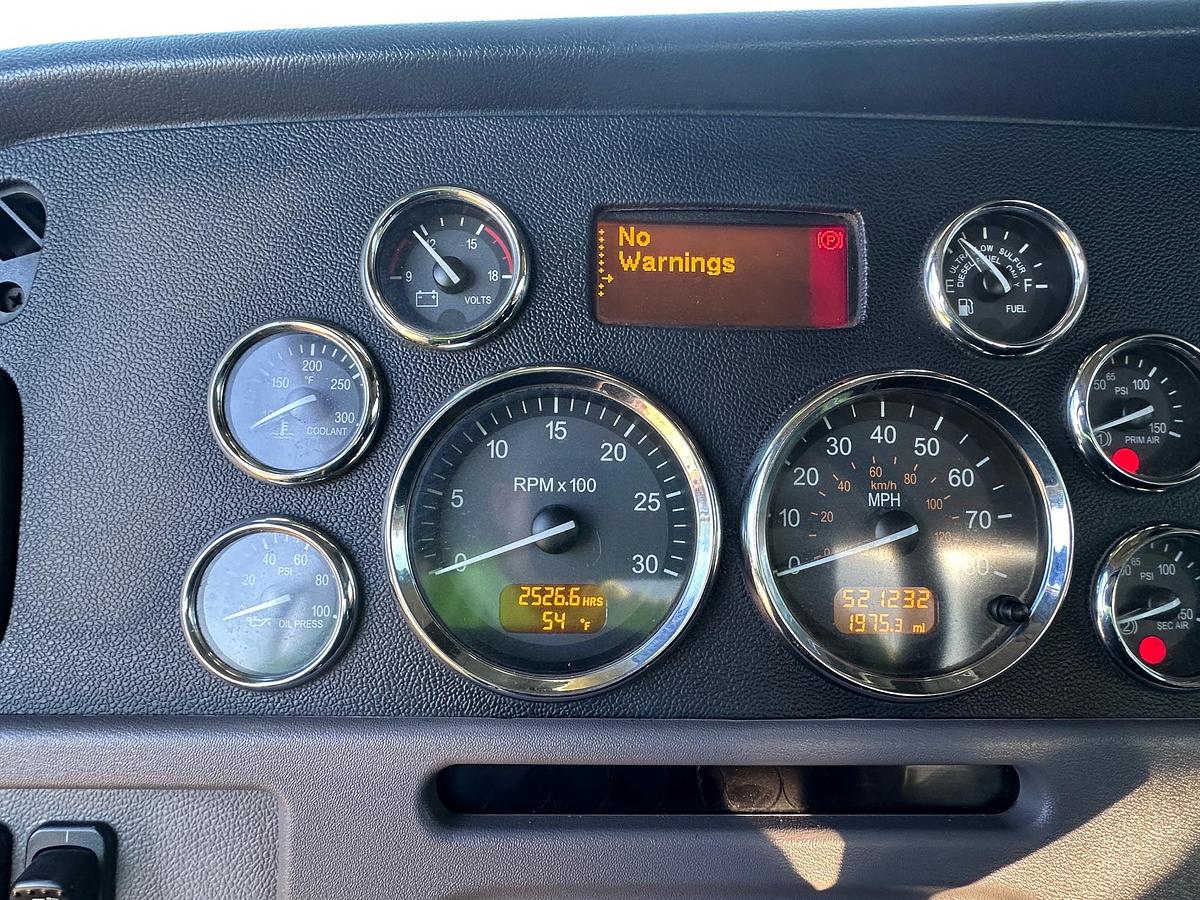 No
Warnings
(P)
12
15
9
18
VOLTS
ULTRA LOW SULFUR
DIESEL FUEL ONLY
E
F
FUEL
200
°F
150
250
300
COOLANT
65
50
100
PSI
150
1
PRIM AIR
15
10
20
RPM x 100
5
25
0
30
2526.6 HRS
54 °F
40
30
50
20
60
10
70
0
80
60
40
80
km/h
20
100
120
0
MPH
521232
1975.3 mi
40
60
PSI
20
80
100
OIL PRESS
65
PSI
100
2
SEC AIR